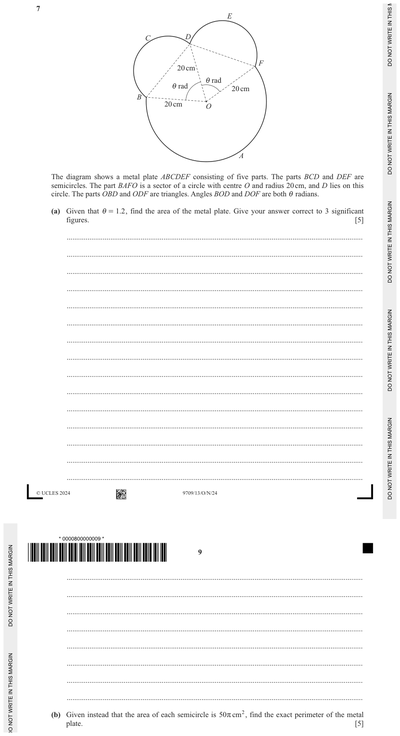 7
E
C
D
F
20 cm
θ rad
θ rad
20 cm
20 cm
B
O
A
The diagram shows a metal plate ABCDEF consisting of five parts. The parts BCD and DEF are
semicircles. The part BAFO is a sector of a circle with centre O and radius 20 cm, and D lies on this
circle. The parts OBD and ODF are triangles. Angles BOD and DOF are both θ radians.
(a) Given that θ = 1.2, find the area of the metal plate. Give your answer correct to 3 significant
figures. [5]
DO NOT WRITE IN THIS MARGIN
DO NOT WRITE IN THIS MARGIN
DO NOT WRITE IN THIS MARGIN
DO NOT WRITE IN THIS MARGIN
DO NOT WRITE IN THIS MARGIN
© UCLES 2024
9709/13/O/N/24
* 0000800000009 *
9
DO NOT WRITE IN THIS MARGIN
DO NOT WRITE IN THIS MARGIN
(b) Given instead that the area of each semicircle is 50π cm², find the exact perimeter of the metal
plate. [5]